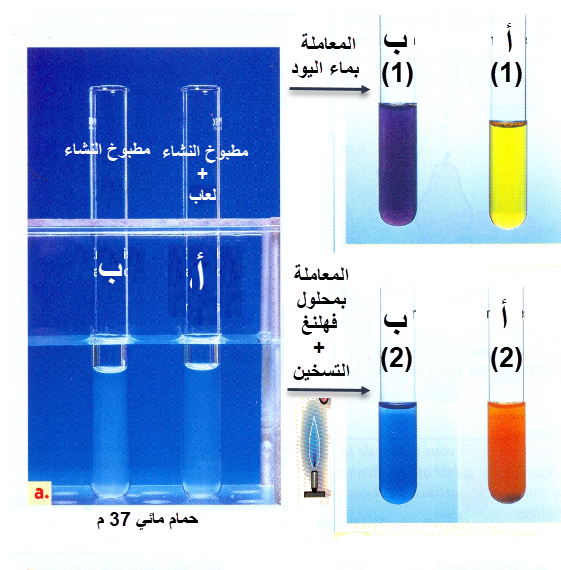 المعاملة
بماء اليود
ب
(1)
أ
(1)
مطبوخ النشاء
+
لعاب
مطبوخ النشاء
أ
ب
المعاملة
بمحلول
فهلنغ
+
التسخين
ب
(2)
أ
(2)
a.
حمام مائي 37 م